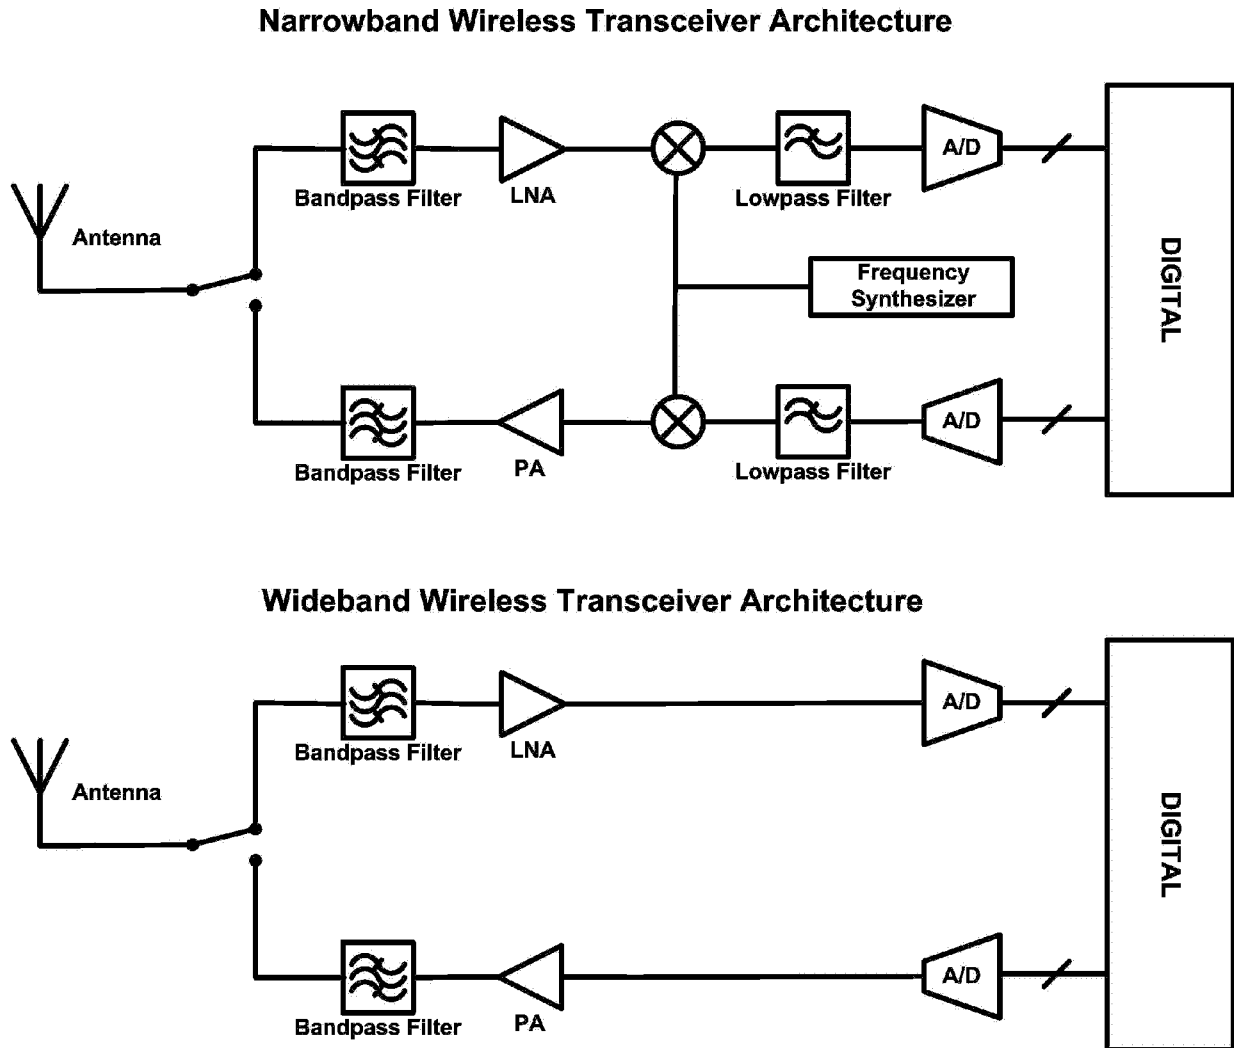 Narrowband Wireless Transceiver Architecture
A/D
Bandpass Filter
LNA
Lowpass Filter
Antenna
Frequency
Synthesizer
DIGITAL
A/D
Bandpass Filter
PA
Lowpass Filter
Wideband Wireless Transceiver Architecture
A/D
Bandpass Filter
LNA
Antenna
DIGITAL
A/D
Bandpass Filter
PA